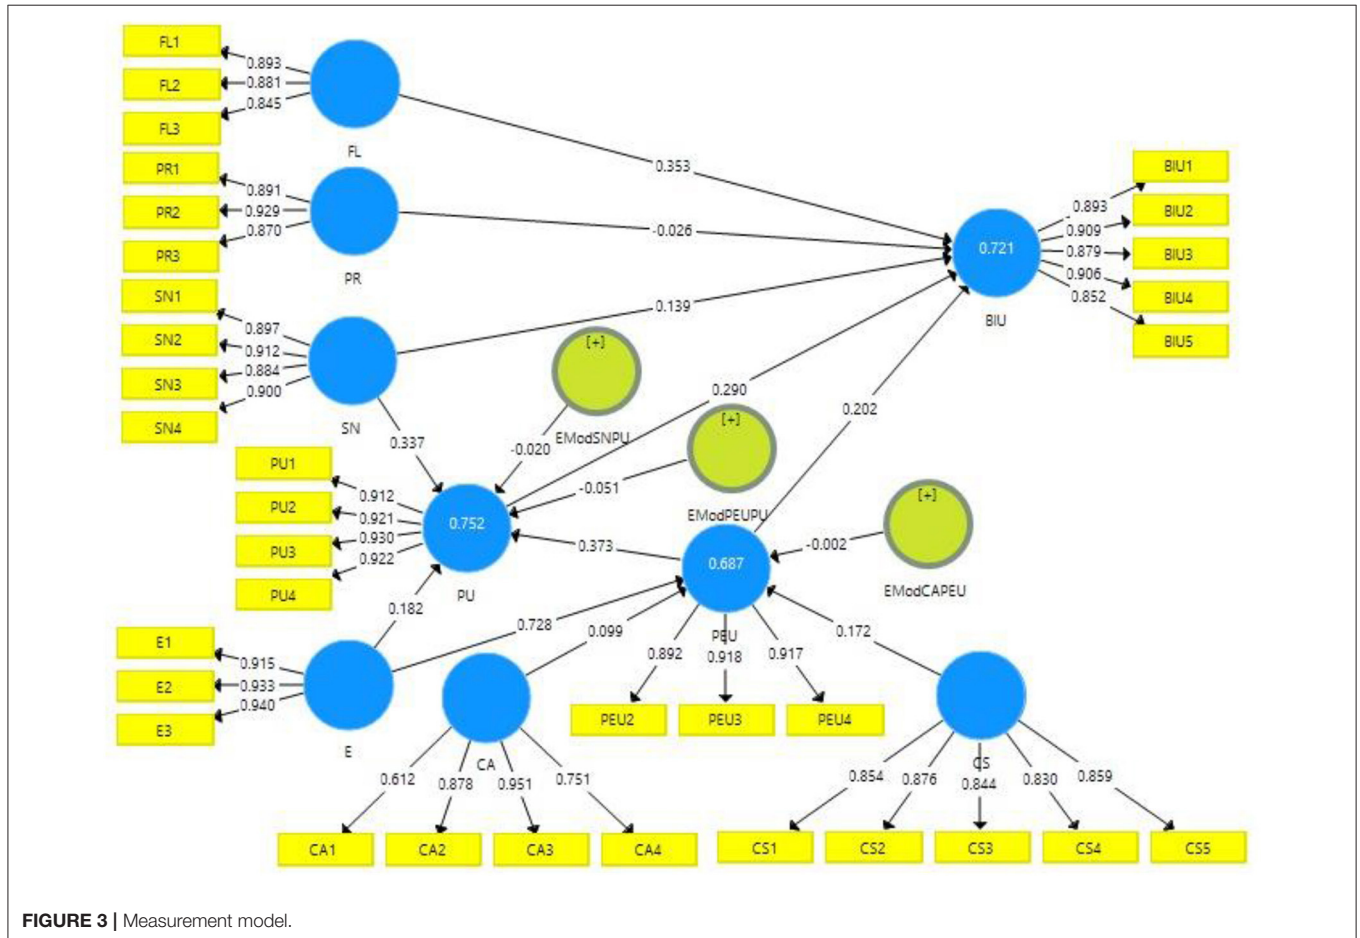 FL1
FL2
FL3
0.893
0.881
0.845
FL
PR1
PR2
PR3
0.891
0.929
0.870
PR
SN1
SN2
SN3
SN4
0.897
0.912
0.884
0.900
SN
0.353
-0.026
0.139
0.290
0.202
0.721
BIU
0.893
0.909
0.879
0.906
0.852
BIU1
BIU2
BIU3
BIU4
BIU5
[+]
EModSNPU
-0.020
[+]
EModPEUPU
-0.051
[+]
EModCAPEU
-0.002
0.337
PU1
PU2
PU3
PU4
0.912
0.921
0.930
0.922
0.752
PU
0.373
0.687
PEU
0.182
0.728
0.099
0.172
E1
E2
E3
0.915
0.933
0.940
E
CA
0.612
0.878
0.951
0.751
CA1
CA2
CA3
CA4
0.892
0.918
0.917
PEU2
PEU3
PEU4
CS
0.854
0.876
0.844
0.830
0.859
CS1
CS2
CS3
CS4
CS5
FIGURE 3 | Measurement model.